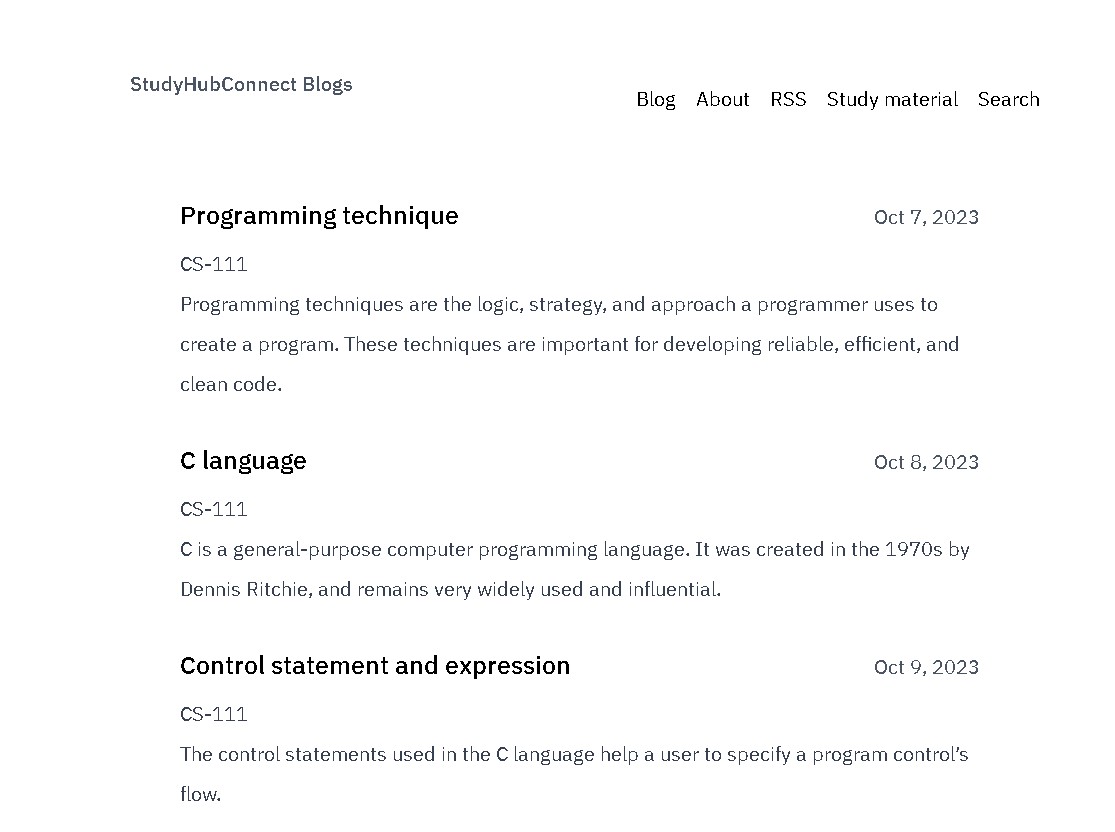 StudyHubConnect Blogs
Blog About RSS Study material Search
Programming technique Oct 7, 2023
CS-111
Programming techniques are the logic, strategy, and approach a programmer uses to
create a program. These techniques are important for developing reliable, efficient, and
clean code.
C language Oct 8, 2023
CS-111
C is a general-purpose computer programming language. It was created in the 1970s by
Dennis Ritchie, and remains very widely used and influential.
Control statement and expression Oct 9, 2023
CS-111
The control statements used in the C language help a user to specify a program control’s
flow.